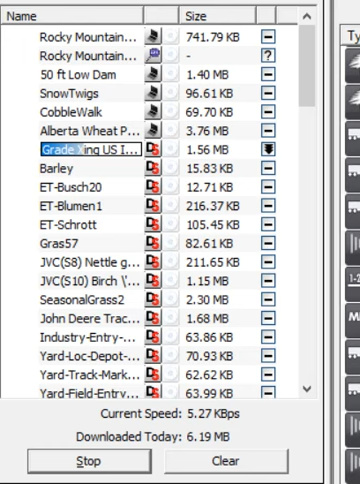 Name Size
Rocky Mountain... 741.79 KB
Rocky Mountain... - ?
50 ft Low Dam 1.40 MB
SnowTwigs 96.61 KB
CobbleWalk 69.70 KB
Alberta Wheat P... 3.76 MB
Grade Xing US I... 1.56 MB
Barley 15.83 KB
ET-Busch20 12.71 KB
ET-Blumen1 216.37 KB
ET-Schrott 105.45 KB
Gras57 82.61 KB
JVC(S8) Nettle g... 211.65 KB
JVC(S10) Birch \'... 1.15 MB
SeasonalGrass2 2.30 MB
John Deere Trac... 1.68 MB
Industry-Entry-... 63.86 KB
Yard-Loc-Depot-... 70.93 KB
Yard-Track-Mark... 62.62 KB
Yard-Field-Entry... 63.99 KB
Current Speed: 5.27 KBps
Downloaded Today: 6.19 MB
Stop Clear